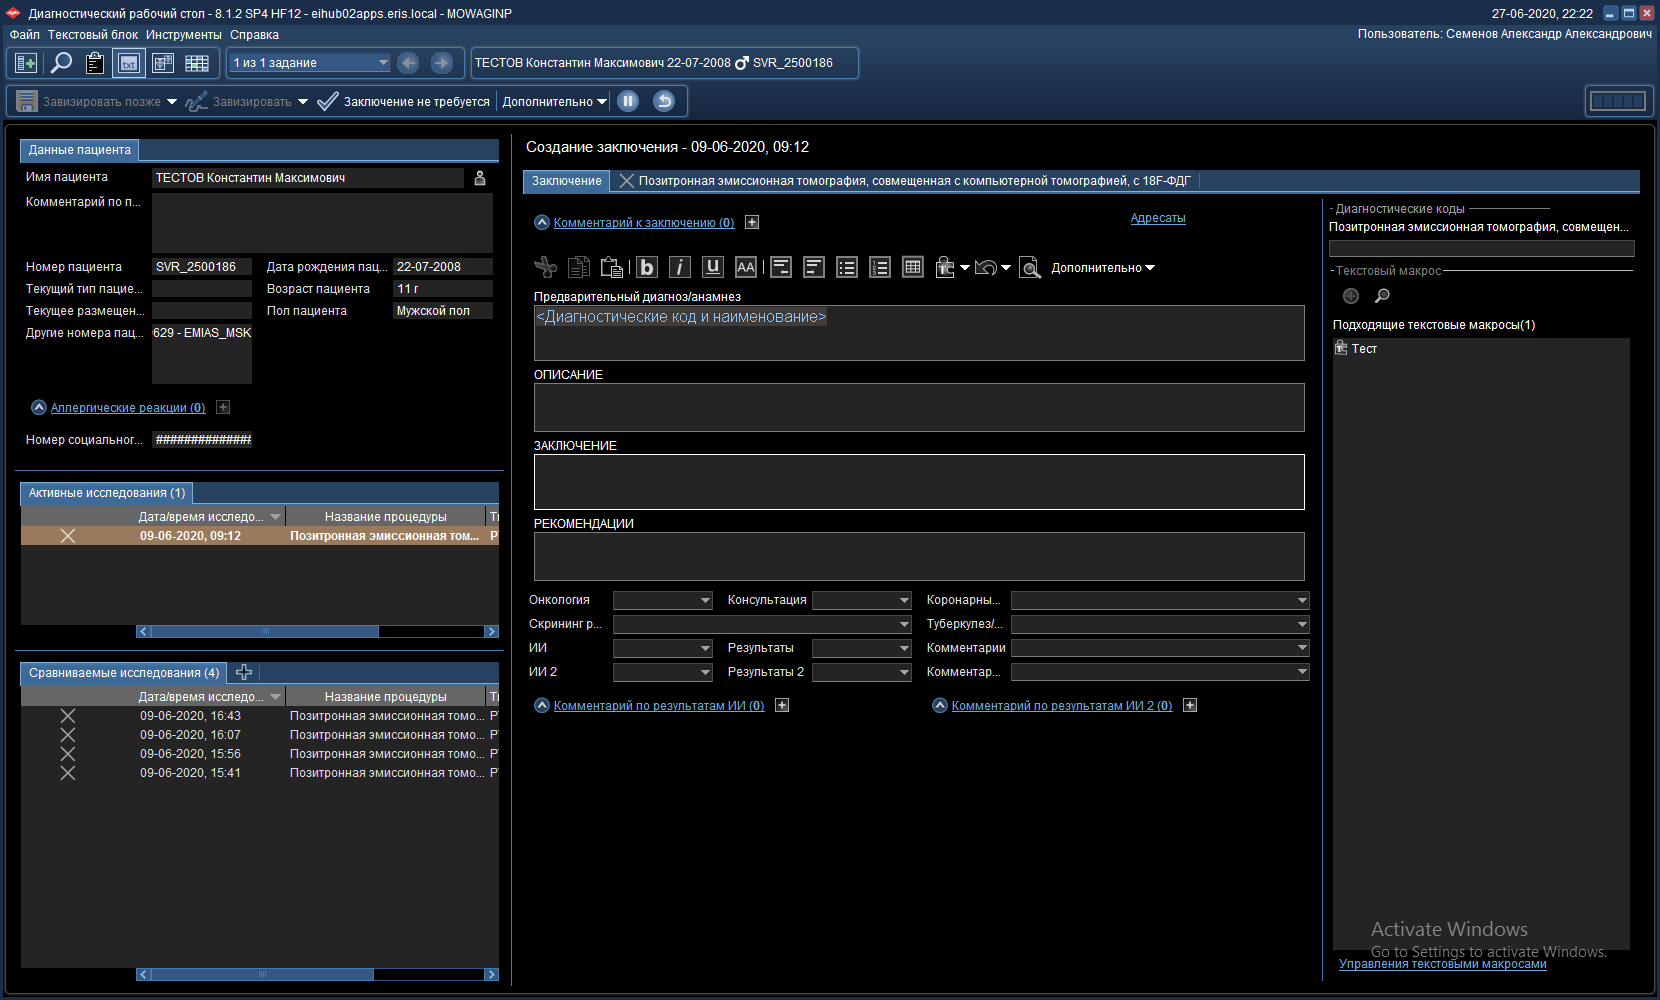 Диагностический рабочий стол - 8.1.2 SP4 HF12 - eihub02apps.eris.local - MOWAGINP
27-06-2020, 22:22
Файл Текстовый блок Инструменты Справка
Пользователь: Семенов Александр Александрович
1 из 1 задание
ТЕСТОВ Константин Максимович 22-07-2008 SVR_2500186
Завизировать позже Завизировать Заключение не требуется Дополнительно
Данные пациента
Имя пациента ТЕСТОВ Константин Максимович
Комментарий по п...
Номер пациента SVR_2500186 Дата рождения пац... 22-07-2008
Текущий тип пацие... Возраст пациента 11 г
Текущее размещен... Пол пациента Мужской пол
Другие номера пац... 629 - EMIAS_MSK
Аллергические реакции (0)
Номер социальног... ##############
Активные исследования (1)
Дата/время исследо... Название процедуры
09-06-2020, 09:12 Позитронная эмиссионная том...
Сравниваемые исследования (4)
Дата/время исследо... Название процедуры
09-06-2020, 16:43 Позитронная эмиссионная томо...
09-06-2020, 16:07 Позитронная эмиссионная томо...
09-06-2020, 15:56 Позитронная эмиссионная томо...
09-06-2020, 15:41 Позитронная эмиссионная томо...
Создание заключения - 09-06-2020, 09:12
Заключение Позитронная эмиссионная томография, совмещенная с компьютерной томографией, с 18F-ФДГ
Комментарий к заключению (0) Адресаты
b i u AA Дополнительно
Предварительный диагноз/анамнез
<Диагностические код и наименование>
ОПИСАНИЕ
ЗАКЛЮЧЕНИЕ
РЕКОМЕНДАЦИИ
Онкология Консультация Коронарны...
Скрининг р... Туберкулез/...
ИИ Результаты Комментарии
ИИ 2 Результаты 2 Комментар...
Комментарий по результатам ИИ (0) Комментарий по результатам ИИ 2 (0)
Диагностические коды
Позитронная эмиссионная томография, совмещен...
Текстовый макрос
Подходящие текстовые макросы(1)
Тест
Activate Windows
Go to Settings to activate Windows.
Управления текстовыми макросами